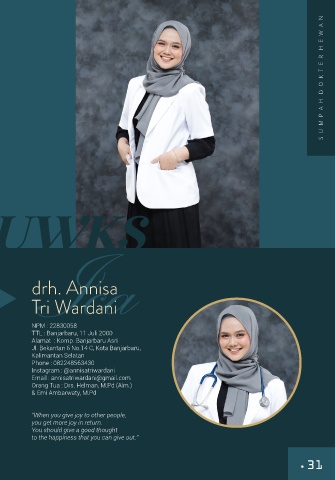 SUMPAH DOKTER HEWAN
UWKS
drh. Annisa
Tri Wardani
NPM : 22830058
TTL : Banjarbaru, 11 Juli 2000
Alamat : Komp. Banjarbaru Asri
Jl. Bekantan 6 No.14 C, Kota Banjarbaru,
Kalimantan Selatan
Phone : 082248563430
Instagram : @annisatriwardani
Email : annisatriwardani@gmail.com
Orang Tua : Drs. Helman, M.Pd (Alm.)
& Erni Ambarwaty, M.Pd
"When you give joy to other people,
you get more joy in return.
You should give a good thought
to the happiness that you can give out."
.31